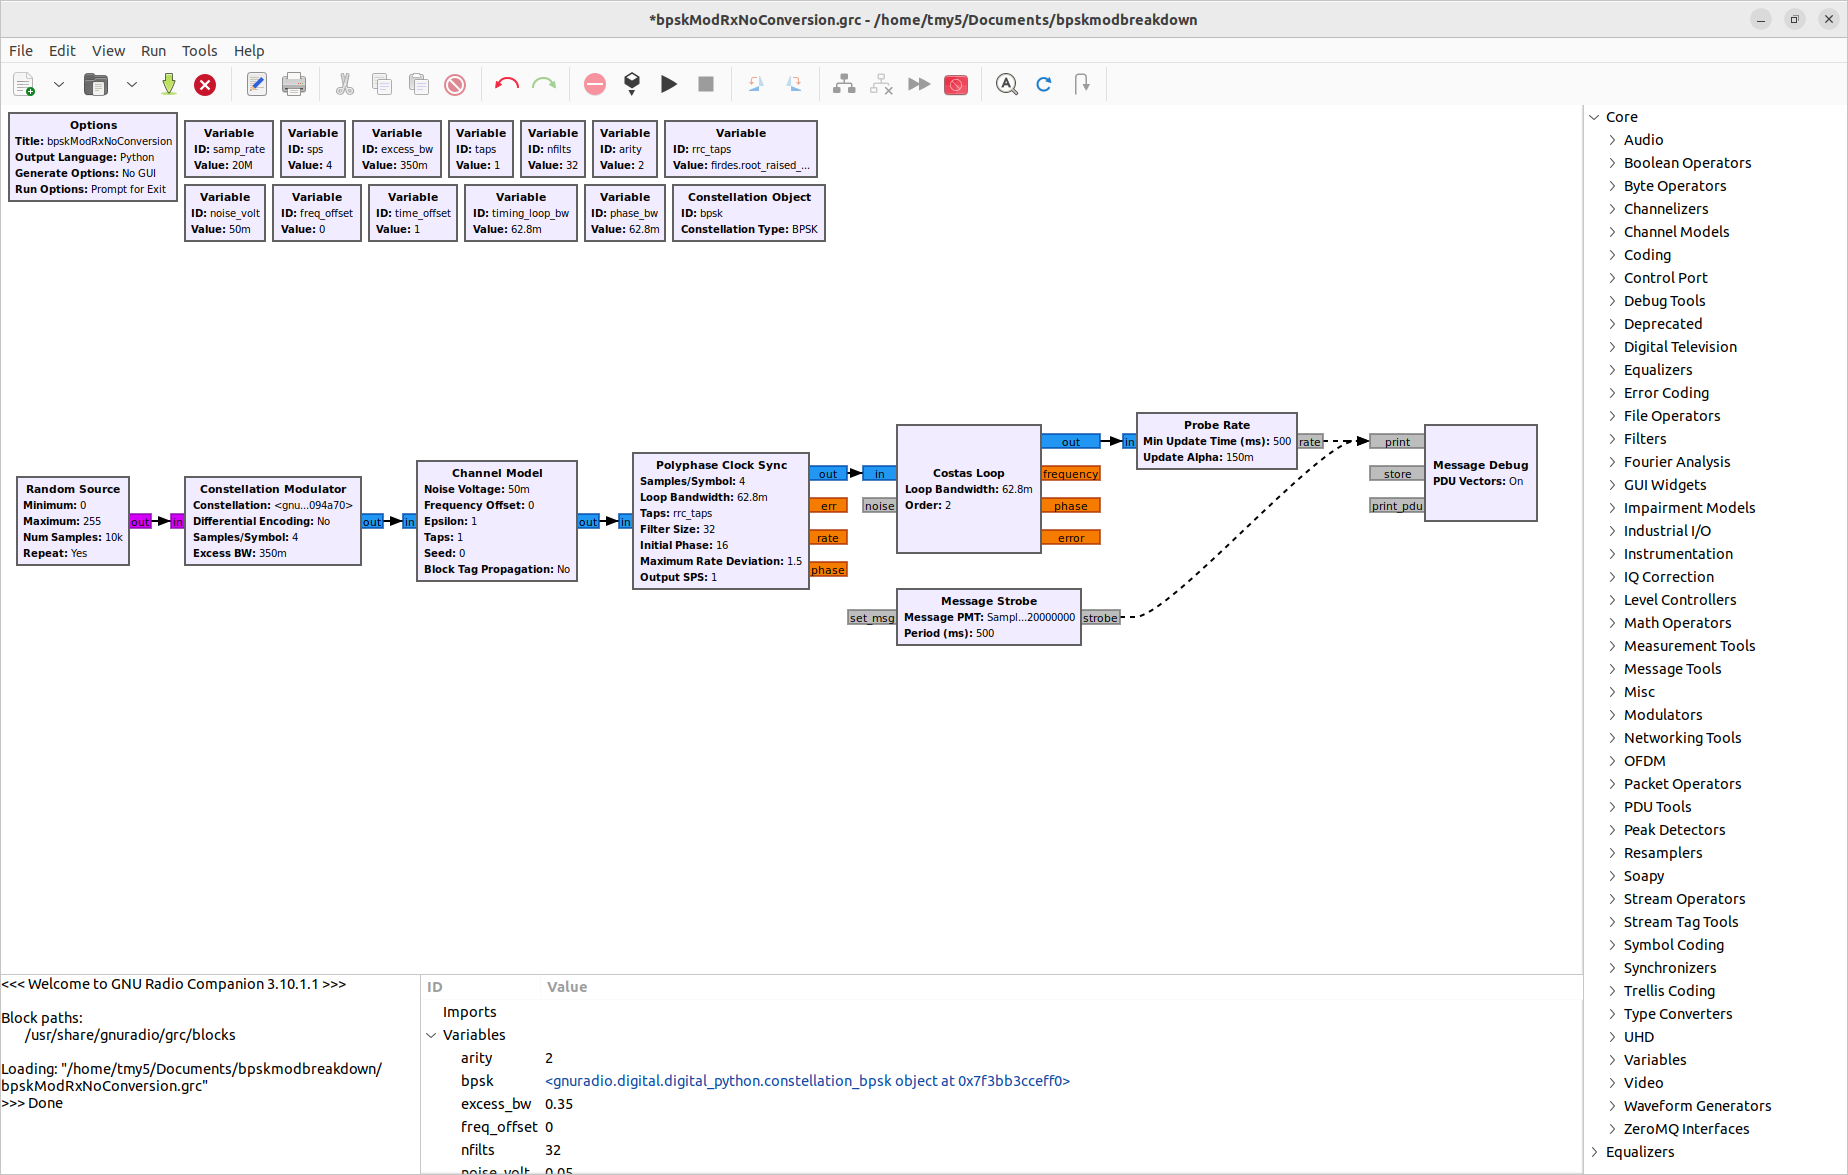 *bpskModRxNoConversion.grc - /home/tmy5/Documents/bpskmodbreakdown
File Edit View Run Tools Help
Options
Title: bpskModRxNoConversion
Output Language: Python
Generate Options: No GUI
Run Options: Prompt for Exit
Variable
ID: samp_rate
Value: 20M
Variable
ID: sps
Value: 4
Variable
ID: excess_bw
Value: 350m
Variable
ID: taps
Value: 1
Variable
ID: nfilts
Value: 32
Variable
ID: arity
Value: 2
Variable
ID: rrc_taps
Value: firdes.root_raised_...
Variable
ID: noise_volt
Value: 50m
Variable
ID: freq_offset
Value: 0
Variable
ID: time_offset
Value: 1
Variable
ID: timing_loop_bw
Value: 62.8m
Variable
ID: phase_bw
Value: 62.8m
Constellation Object
ID: bpsk
Constellation Type: BPSK
Random Source
Minimum: 0
Maximum: 255
Num Samples: 10k
Repeat: Yes
out
in
Constellation Modulator
Constellation: <gnu...094a70>
Differential Encoding: No
Samples/Symbol: 4
Excess BW: 350m
out
in
Channel Model
Noise Voltage: 50m
Frequency Offset: 0
Epsilon: 1
Taps: 1
Seed: 0
Block Tag Propagation: No
out
in
Polyphase Clock Sync
Samples/Symbol: 4
Loop Bandwidth: 62.8m
Taps: rrc_taps
Filter Size: 32
Initial Phase: 16
Maximum Rate Deviation: 1.5
Output SPS: 1
out
err
rate
phase
in
noise
Costas Loop
Loop Bandwidth: 62.8m
Order: 2
out
frequency
phase
error
in
Probe Rate
Min Update Time (ms): 500
Update Alpha: 150m
rate
set_msg
Message Strobe
Message PMT: Sampl...20000000
Period (ms): 500
strobe
print
store
print_pdu
Message Debug
PDU Vectors: On
Core
Audio
Boolean Operators
Byte Operators
Channelizers
Channel Models
Coding
Control Port
Debug Tools
Deprecated
Digital Television
Equalizers
Error Coding
File Operators
Filters
Fourier Analysis
GUI Widgets
Impairment Models
Industrial I/O
Instrumentation
IQ Correction
Level Controllers
Math Operators
Measurement Tools
Message Tools
Misc
Modulators
Networking Tools
OFDM
Packet Operators
PDU Tools
Peak Detectors
Resamplers
Soapy
Stream Operators
Stream Tag Tools
Symbol Coding
Synchronizers
Trellis Coding
Type Converters
UHD
Variables
Video
Waveform Generators
ZeroMQ Interfaces
Equalizers
<<< Welcome to GNU Radio Companion 3.10.1.1 >>>
Block paths:
/usr/share/gnuradio/grc/blocks
Loading: "/home/tmy5/Documents/bpskmodbreakdown/
bpskModRxNoConversion.grc"
>>> Done
ID Value
Imports
Variables
arity 2
bpsk <gnuradio.digital.digital_python.constellation_bpsk object at 0x7f3bb3cceff0>
excess_bw 0.35
freq_offset 0
nfilts 32
noise_volt 0.05